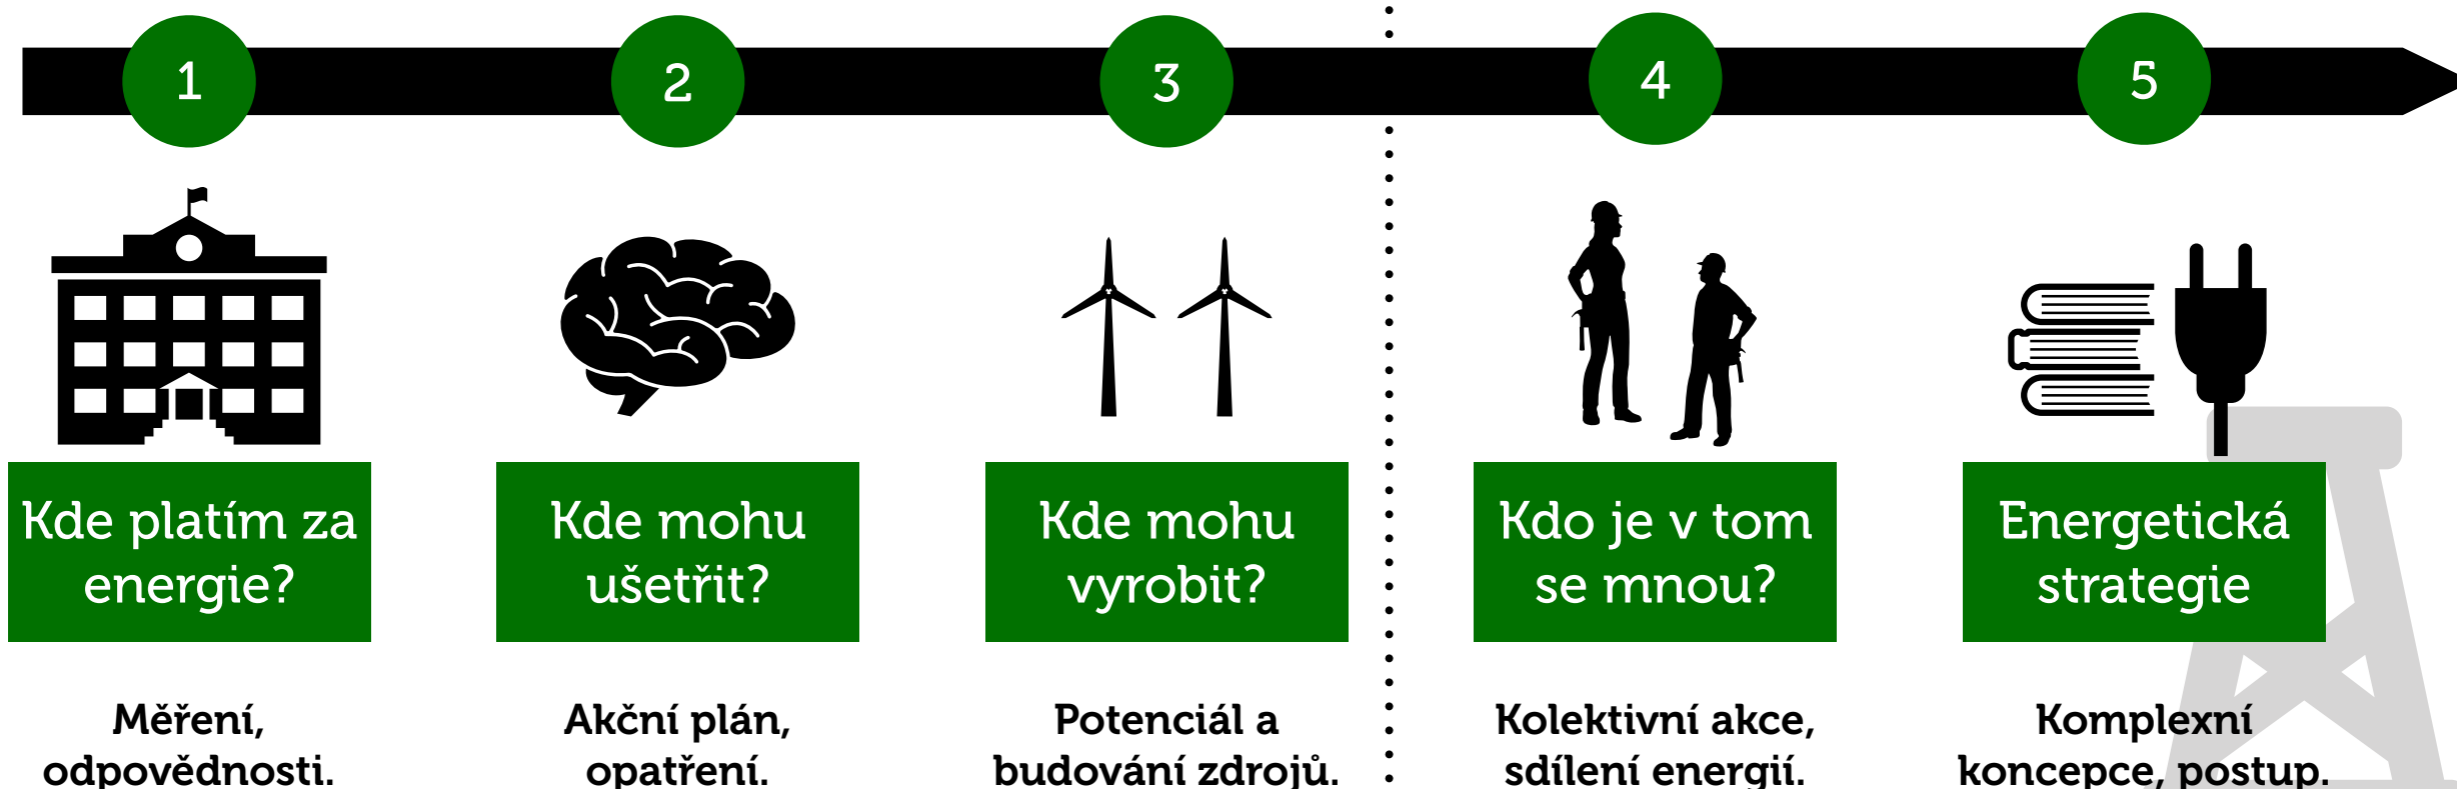 1
2
3
4
5
Kde platím za
energie?
Kde mohu
ušetřit?
Kde mohu
vyrobit?
Kdo je v tom
se mnou?
Energetická
strategie
Měření,
odpovědnosti.
Akční plán,
opatření.
Potenciál a
budování zdrojů.
Kolektivní akce,
sdílení energií.
Komplexní
koncepce, postup.